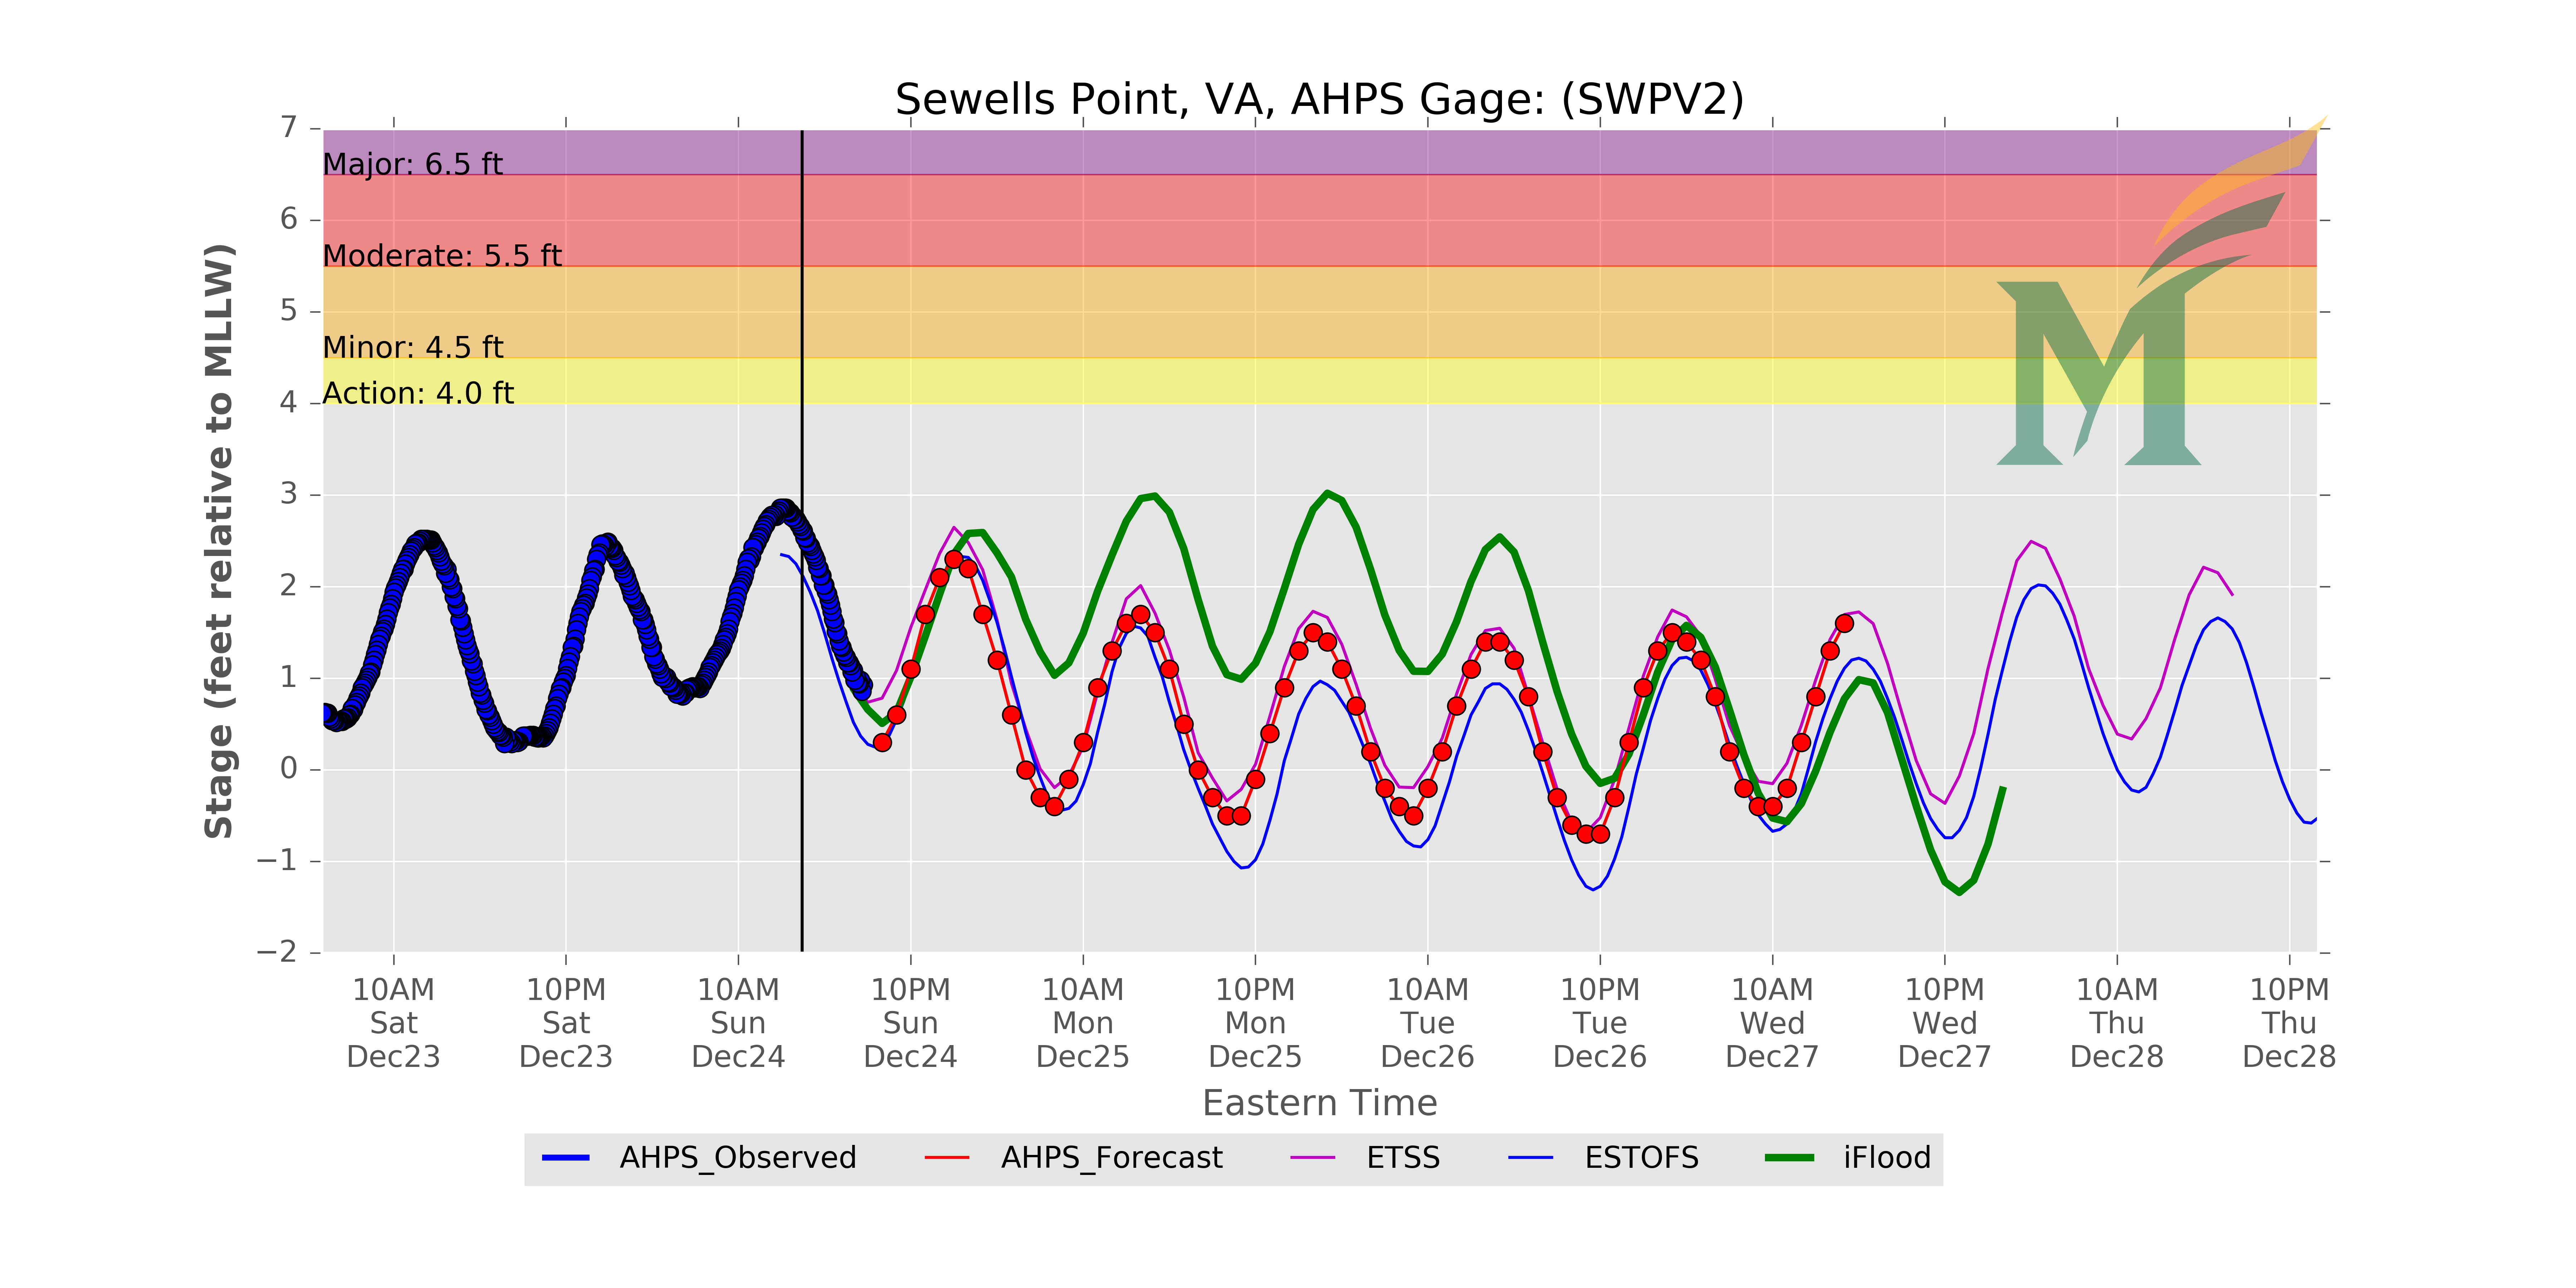 Sewells Point, VA, AHPS Gage: (SWPV2)
7
Major: 6.5 ft
6
Moderate: 5.5 ft
5
Minor: 4.5 ft
Action: 4.0 ft
4
3
2
1
0
−1
−2
Stage (feet relative to MLLW)
10AM Sat Dec23
10PM Sat Dec23
10AM Sun Dec24
10PM Sun Dec24
10AM Mon Dec25
10PM Mon Dec25
10AM Tue Dec26
10PM Tue Dec26
10AM Wed Dec27
10PM Wed Dec27
10AM Thu Dec28
10PM Thu Dec28
Eastern Time
AHPS_Observed AHPS_Forecast ETSS ESTOFS iFlood
M